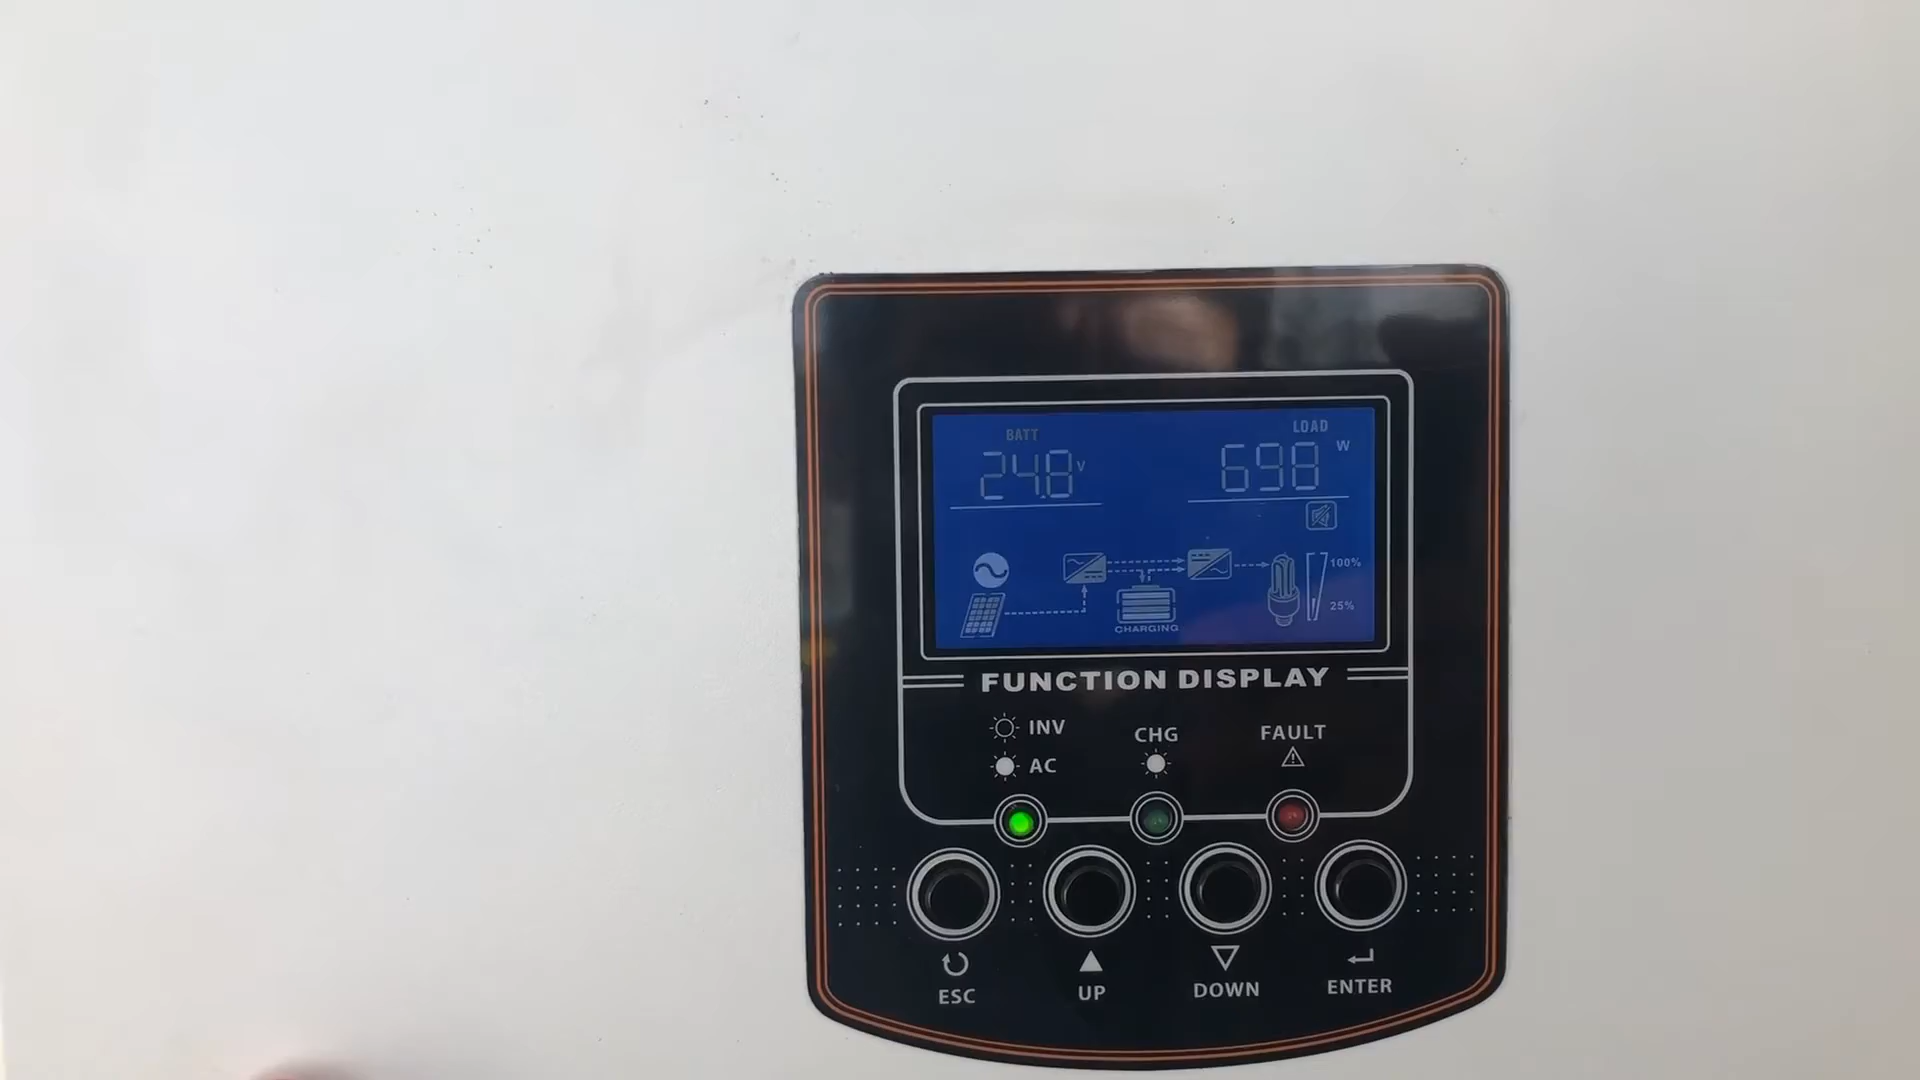 BATT
LOAD
24.8 V
698 W
100%
25%
CHARGING
FUNCTION DISPLAY
INV
AC
CHG
FAULT
ESC
UP
DOWN
ENTER